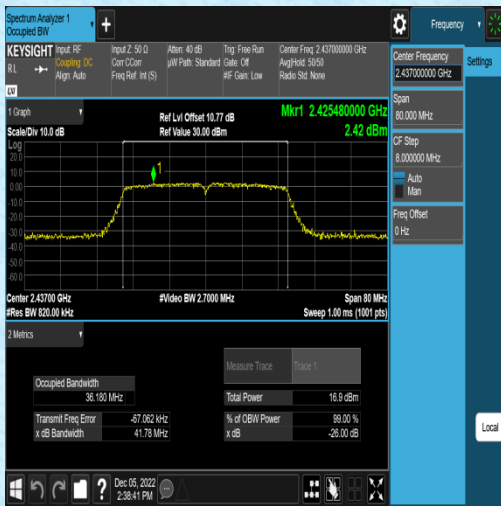 Spectrum Analyzer 1
Occupied BW
Frequency
KEYSIGHT
RL
Input: RF
Coupling: DC
Align: Auto
Input Z: 50 Ω
Corr CCorr
Freq Ref: Int (S)
Atten: 40 dB
µW Path: Standard
Trig: Free Run
Gate: Off
#IF Gain: Low
Center Freq: 2.437000000 GHz
Avg|Hold: 50/50
Radio Std: None
LXI
Center Frequency
2.437000000 GHz
Settings
Span
80.000 MHz
CF Step
8.000000 MHz
Auto
Man
Freq Offset
0 Hz
1 Graph
Scale/Div 10.0 dB
Ref Lvl Offset 10.77 dB
Ref Value 30.00 dBm
Mkr1 2.425480000 GHz
2.42 dBm
Log
20.0
10.0
0.00
-10.0
-20.0
-30.0
-40.0
-50.0
-60.0
1
Center 2.43700 GHz
#Res BW 820.00 kHz
#Video BW 2.7000 MHz
Span 80 MHz
Sweep 1.00 ms (1001 pts)
2 Metrics
Measure Trace
Trace 1
Occupied Bandwidth
36.180 MHz
Total Power
16.9 dBm
Transmit Freq Error
-67.062 kHz
% of OBW Power
99.00 %
x dB Bandwidth
41.78 MHz
x dB
-26.00 dB
Local
Dec 05, 2022
2:38:41 PM